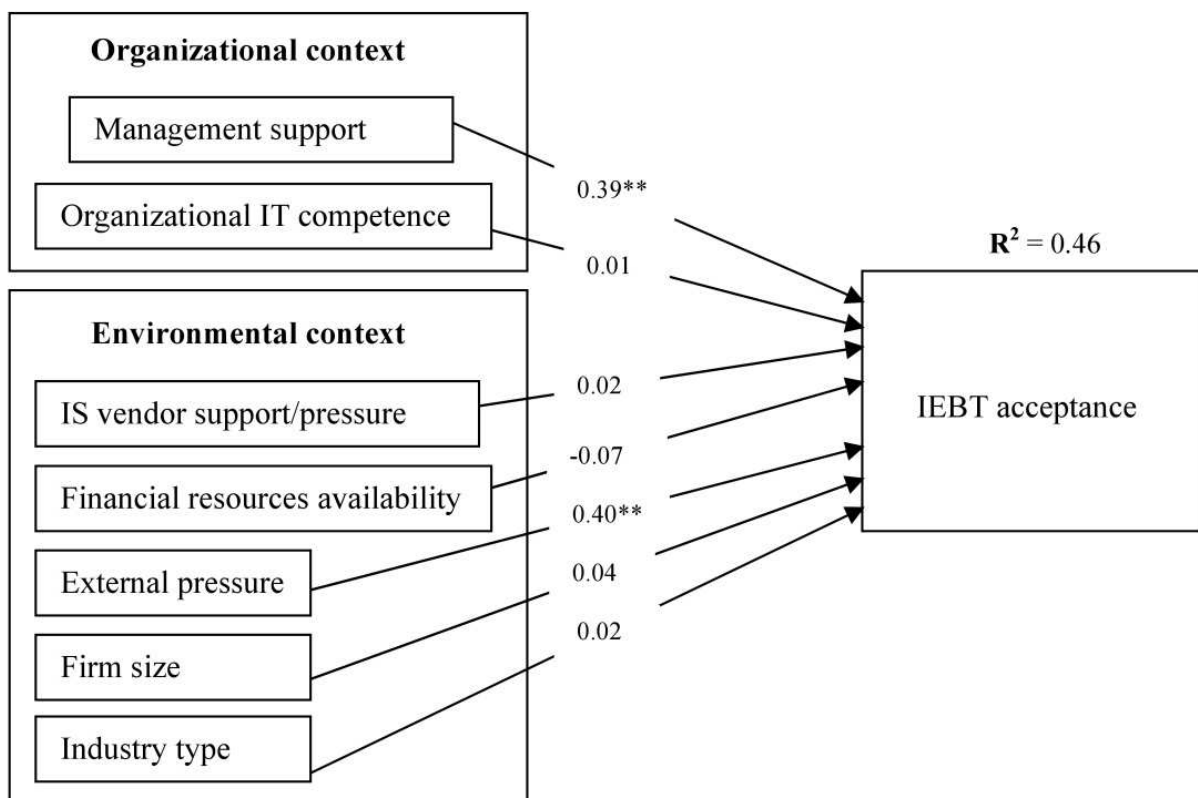 Organizational context
Management support
Organizational IT competence
Environmental context
IS vendor support/pressure
Financial resources availability
External pressure
Firm size
Industry type
0.39**
0.01
0.02
-0.07
0.40**
0.04
0.02
R² = 0.46
IEBT acceptance